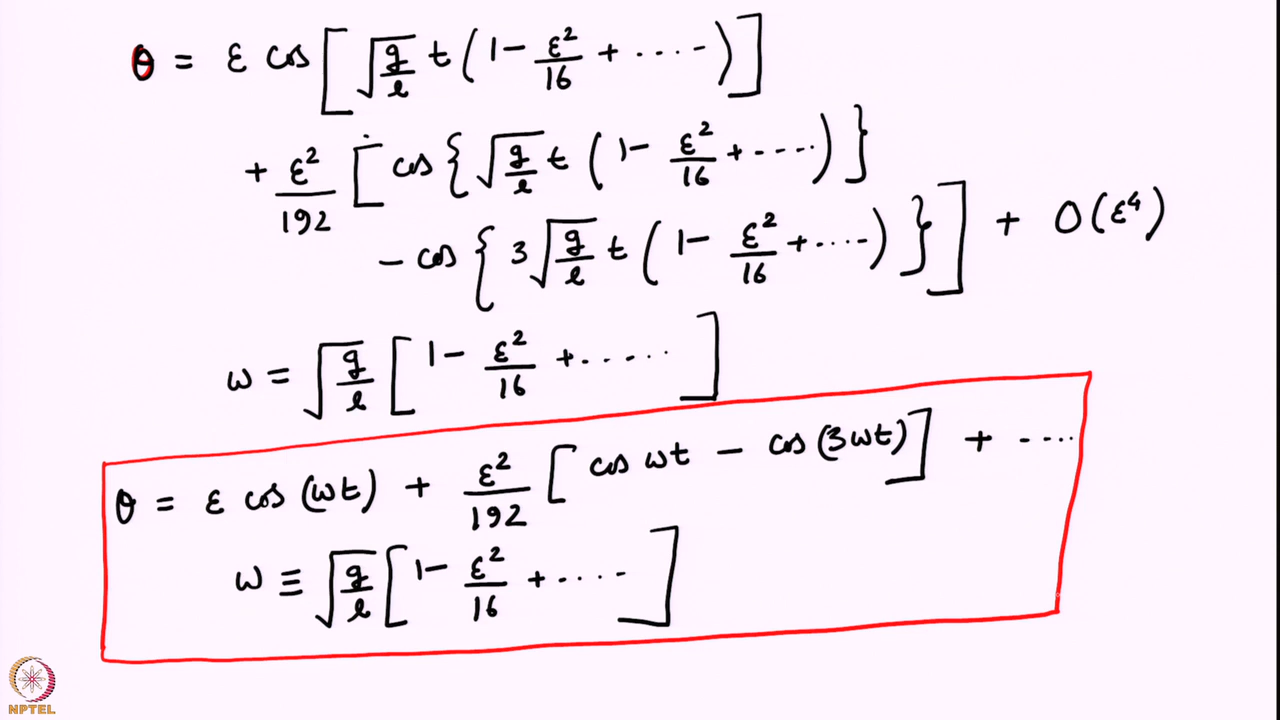 θ = ε cos[√(g/l) t (1 − ε²/16 + ····)]
+ ε²/192 [cos{√(g/l) t (1 − ε²/16 + ····)}
− cos{3√(g/l) t (1 − ε²/16 + ····)}] + O(ε⁴)
ω = √(g/l) [1 − ε²/16 + ······]
θ = ε cos(ωt) + ε²/192 [cos ωt − cos(3ωt)] + ····
ω ≡ √(g/l) [1 − ε²/16 + ····]
NPTEL